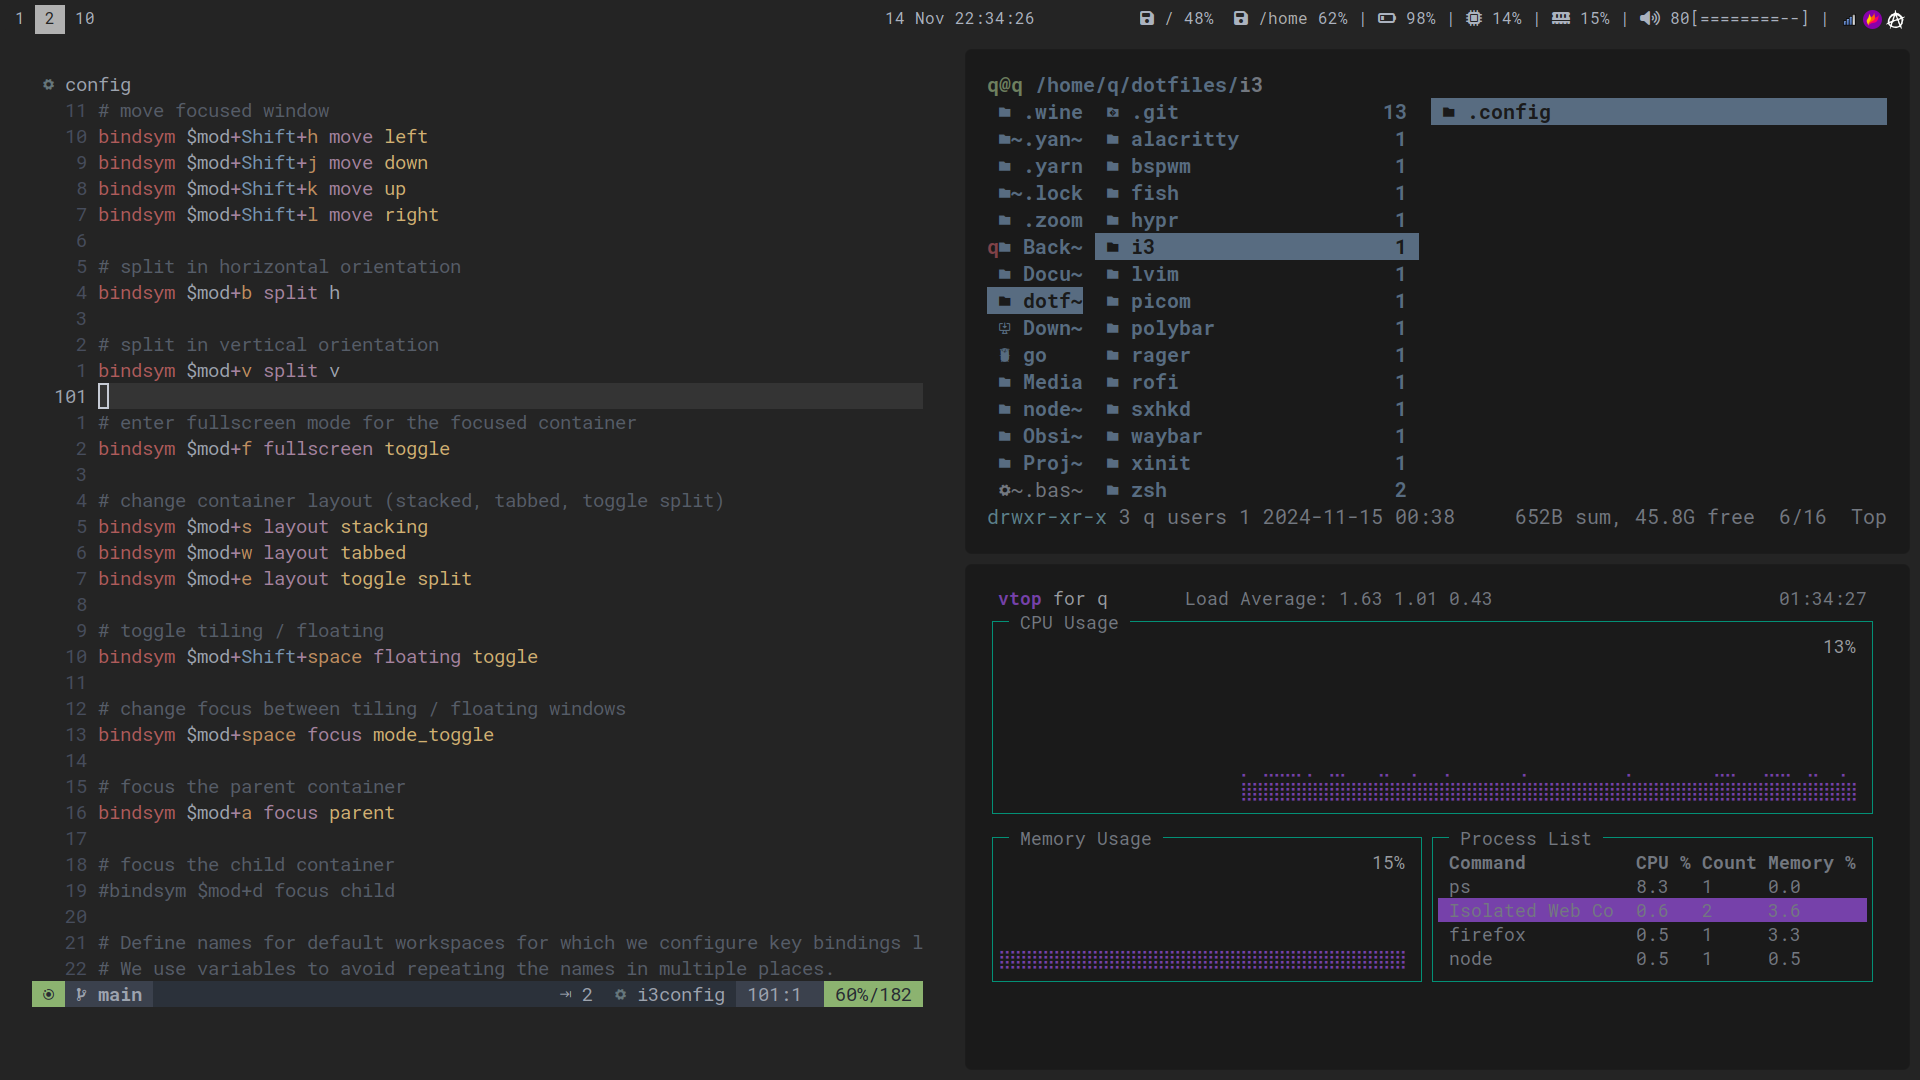 1 2 10
14 Nov 22:34:26
/ 48% /home 62% | 98% | 14% | 15% | 80[========--] |
config
11 # move focused window
10 bindsym $mod+Shift+h move left
9 bindsym $mod+Shift+j move down
8 bindsym $mod+Shift+k move up
7 bindsym $mod+Shift+l move right
6
5 # split in horizontal orientation
4 bindsym $mod+b split h
3
2 # split in vertical orientation
1 bindsym $mod+v split v
101
1 # enter fullscreen mode for the focused container
2 bindsym $mod+f fullscreen toggle
3
4 # change container layout (stacked, tabbed, toggle split)
5 bindsym $mod+s layout stacking
6 bindsym $mod+w layout tabbed
7 bindsym $mod+e layout toggle split
8
9 # toggle tiling / floating
10 bindsym $mod+Shift+space floating toggle
11
12 # change focus between tiling / floating windows
13 bindsym $mod+space focus mode_toggle
14
15 # focus the parent container
16 bindsym $mod+a focus parent
17
18 # focus the child container
19 #bindsym $mod+d focus child
20
21 # Define names for default workspaces for which we configure key bindings l
22 # We use variables to avoid repeating the names in multiple places.
main 2 i3config 101:1 60%/182
q@q /home/q/dotfiles/i3
.wine .git 13 .config
~.yan~ alacritty 1
.yarn bspwm 1
~.lock fish 1
.zoom hypr 1
q Back~ i3 1
Docu~ lvim 1
dotf~ picom 1
Down~ polybar 1
go rager 1
Media rofi 1
node~ sxhkd 1
Obsi~ waybar 1
Proj~ xinit 1
~.bas~ zsh 2
drwxr-xr-x 3 q users 1 2024-11-15 00:38 652B sum, 45.8G free 6/16 Top
vtop for q Load Average: 1.63 1.01 0.43 01:34:27
CPU Usage
13%
Memory Usage
15%
Process List
Command CPU % Count Memory %
ps 8.3 1 0.0
Isolated Web Co 0.6 2 3.6
firefox 0.5 1 3.3
node 0.5 1 0.5